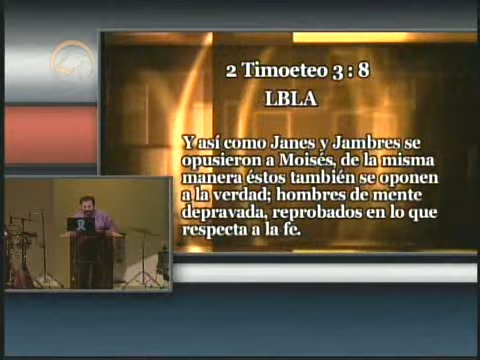 2 Timoeteo 3 : 8
LBLA
Y así como Janes y Jambres se
opusieron a Moisés, de la misma
manera éstos también se oponen
a la verdad; hombres de mente
depravada, reprobados en lo que
respecta a la fe.